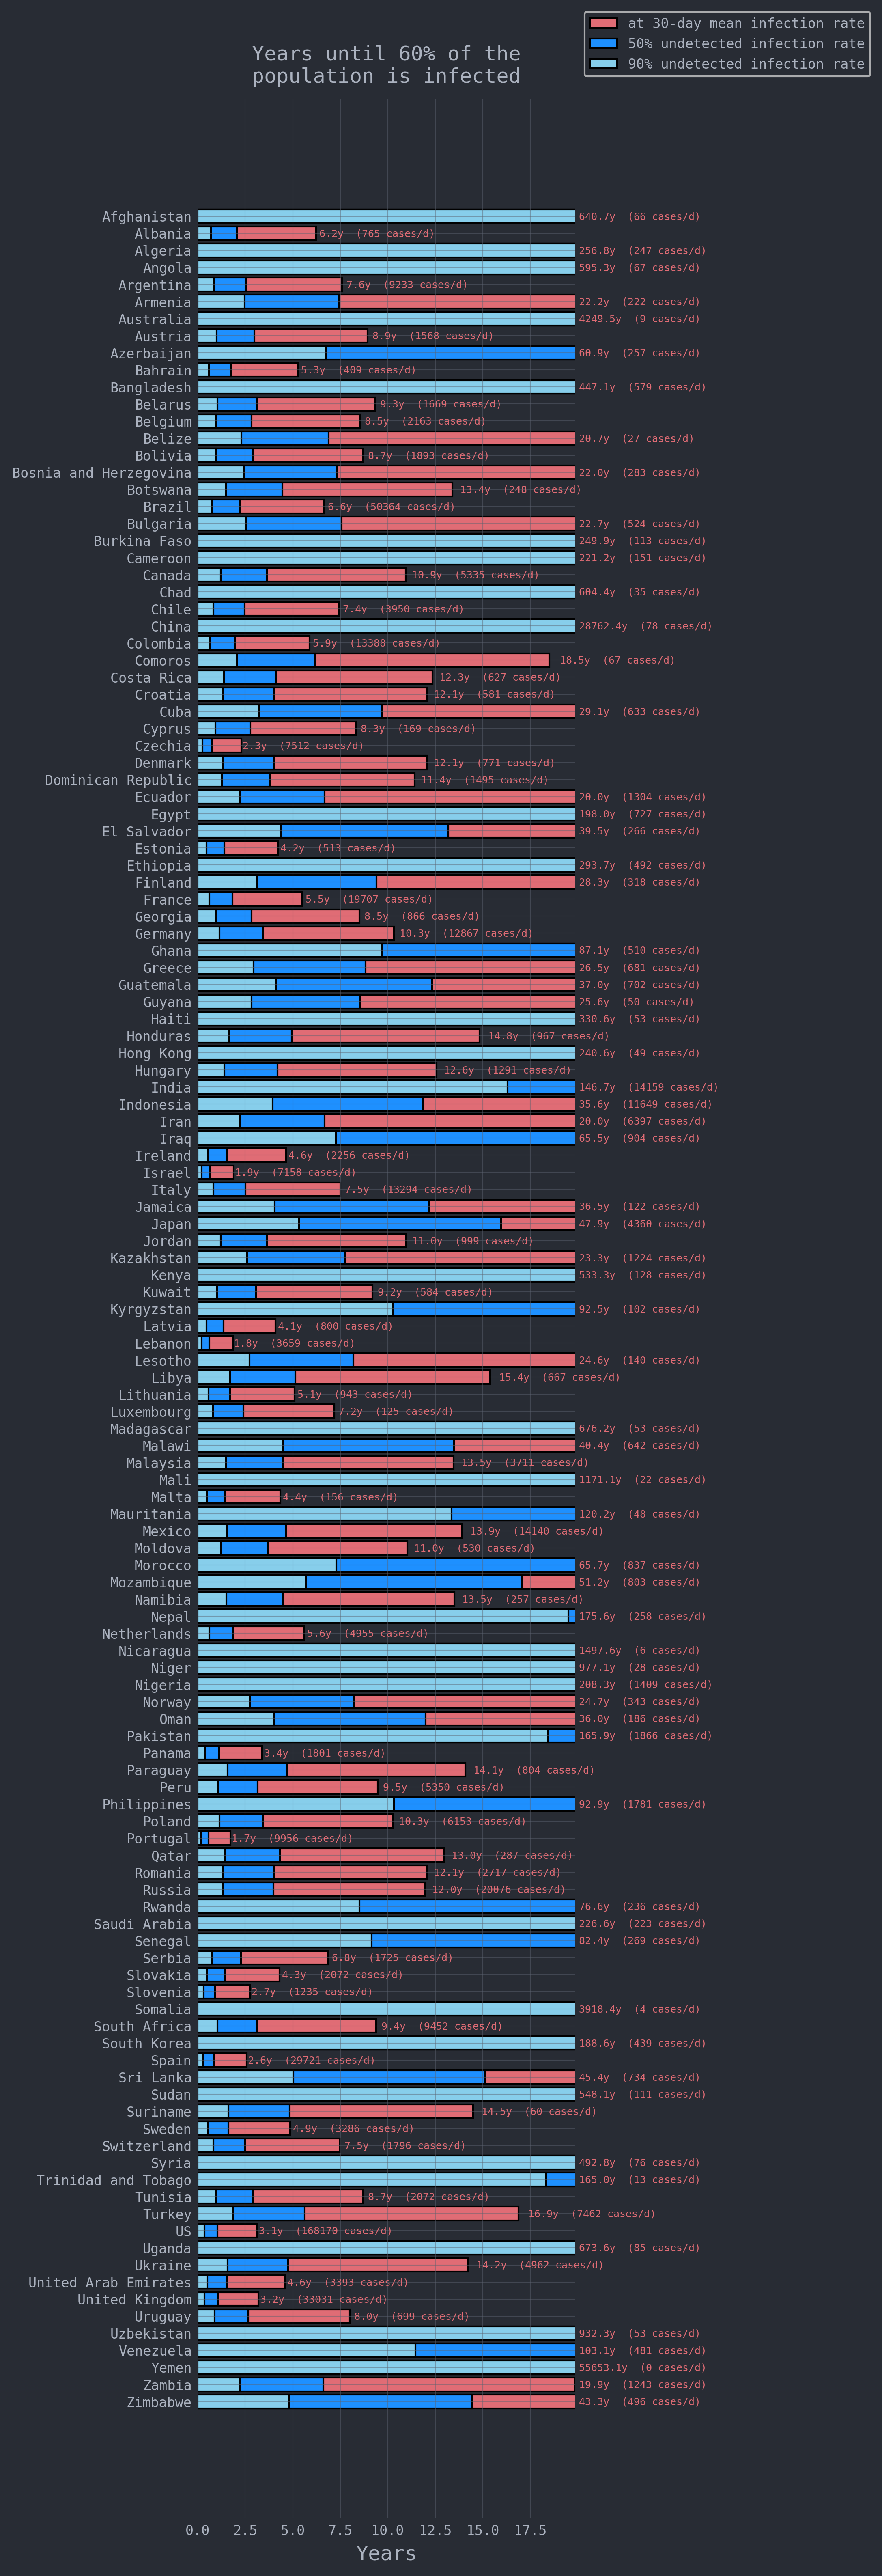 at 30-day mean infection rate
50% undetected infection rate
90% undetected infection rate
Years until 60% of the
population is infected
Afghanistan 640.7y (66 cases/d)
Albania 6.2y (765 cases/d)
Algeria 256.8y (247 cases/d)
Angola 595.3y (67 cases/d)
Argentina 7.6y (9233 cases/d)
Armenia 22.2y (222 cases/d)
Australia 4249.5y (9 cases/d)
Austria 8.9y (1568 cases/d)
Azerbaijan 60.9y (257 cases/d)
Bahrain 5.3y (409 cases/d)
Bangladesh 447.1y (579 cases/d)
Belarus 9.3y (1669 cases/d)
Belgium 8.5y (2163 cases/d)
Belize 20.7y (27 cases/d)
Bolivia 8.7y (1893 cases/d)
Bosnia and Herzegovina 22.0y (283 cases/d)
Botswana 13.4y (248 cases/d)
Brazil 6.6y (50364 cases/d)
Bulgaria 22.7y (524 cases/d)
Burkina Faso 249.9y (113 cases/d)
Cameroon 221.2y (151 cases/d)
Canada 10.9y (5335 cases/d)
Chad 604.4y (35 cases/d)
Chile 7.4y (3950 cases/d)
China 28762.4y (78 cases/d)
Colombia 5.9y (13388 cases/d)
Comoros 18.5y (67 cases/d)
Costa Rica 12.3y (627 cases/d)
Croatia 12.1y (581 cases/d)
Cuba 29.1y (633 cases/d)
Cyprus 8.3y (169 cases/d)
Czechia 2.3y (7512 cases/d)
Denmark 12.1y (771 cases/d)
Dominican Republic 11.4y (1495 cases/d)
Ecuador 20.0y (1304 cases/d)
Egypt 198.0y (727 cases/d)
El Salvador 39.5y (266 cases/d)
Estonia 4.2y (513 cases/d)
Ethiopia 293.7y (492 cases/d)
Finland 28.3y (318 cases/d)
France 5.5y (19707 cases/d)
Georgia 8.5y (866 cases/d)
Germany 10.3y (12867 cases/d)
Ghana 87.1y (510 cases/d)
Greece 26.5y (681 cases/d)
Guatemala 37.0y (702 cases/d)
Guyana 25.6y (50 cases/d)
Haiti 330.6y (53 cases/d)
Honduras 14.8y (967 cases/d)
Hong Kong 240.6y (49 cases/d)
Hungary 12.6y (1291 cases/d)
India 146.7y (14159 cases/d)
Indonesia 35.6y (11649 cases/d)
Iran 20.0y (6397 cases/d)
Iraq 65.5y (904 cases/d)
Ireland 4.6y (2256 cases/d)
Israel 1.9y (7158 cases/d)
Italy 7.5y (13294 cases/d)
Jamaica 36.5y (122 cases/d)
Japan 47.9y (4360 cases/d)
Jordan 11.0y (999 cases/d)
Kazakhstan 23.3y (1224 cases/d)
Kenya 533.3y (128 cases/d)
Kuwait 9.2y (584 cases/d)
Kyrgyzstan 92.5y (102 cases/d)
Latvia 4.1y (800 cases/d)
Lebanon 1.8y (3659 cases/d)
Lesotho 24.6y (140 cases/d)
Libya 15.4y (667 cases/d)
Lithuania 5.1y (943 cases/d)
Luxembourg 7.2y (125 cases/d)
Madagascar 676.2y (53 cases/d)
Malawi 40.4y (642 cases/d)
Malaysia 13.5y (3711 cases/d)
Mali 1171.1y (22 cases/d)
Malta 4.4y (156 cases/d)
Mauritania 120.2y (48 cases/d)
Mexico 13.9y (14140 cases/d)
Moldova 11.0y (530 cases/d)
Morocco 65.7y (837 cases/d)
Mozambique 51.2y (803 cases/d)
Namibia 13.5y (257 cases/d)
Nepal 175.6y (258 cases/d)
Netherlands 5.6y (4955 cases/d)
Nicaragua 1497.6y (6 cases/d)
Niger 977.1y (28 cases/d)
Nigeria 208.3y (1409 cases/d)
Norway 24.7y (343 cases/d)
Oman 36.0y (186 cases/d)
Pakistan 165.9y (1866 cases/d)
Panama 3.4y (1801 cases/d)
Paraguay 14.1y (804 cases/d)
Peru 9.5y (5350 cases/d)
Philippines 92.9y (1781 cases/d)
Poland 10.3y (6153 cases/d)
Portugal 1.7y (9956 cases/d)
Qatar 13.0y (287 cases/d)
Romania 12.1y (2717 cases/d)
Russia 12.0y (20076 cases/d)
Rwanda 76.6y (236 cases/d)
Saudi Arabia 226.6y (223 cases/d)
Senegal 82.4y (269 cases/d)
Serbia 6.8y (1725 cases/d)
Slovakia 4.3y (2072 cases/d)
Slovenia 2.7y (1235 cases/d)
Somalia 3918.4y (4 cases/d)
South Africa 9.4y (9452 cases/d)
South Korea 188.6y (439 cases/d)
Spain 2.6y (29721 cases/d)
Sri Lanka 45.4y (734 cases/d)
Sudan 548.1y (111 cases/d)
Suriname 14.5y (60 cases/d)
Sweden 4.9y (3286 cases/d)
Switzerland 7.5y (1796 cases/d)
Syria 492.8y (76 cases/d)
Trinidad and Tobago 165.0y (13 cases/d)
Tunisia 8.7y (2072 cases/d)
Turkey 16.9y (7462 cases/d)
US 3.1y (168170 cases/d)
Uganda 673.6y (85 cases/d)
Ukraine 14.2y (4962 cases/d)
United Arab Emirates 4.6y (3393 cases/d)
United Kingdom 3.2y (33031 cases/d)
Uruguay 8.0y (699 cases/d)
Uzbekistan 932.3y (53 cases/d)
Venezuela 103.1y (481 cases/d)
Yemen 55653.1y (0 cases/d)
Zambia 19.9y (1243 cases/d)
Zimbabwe 43.3y (496 cases/d)
0.0 2.5 5.0 7.5 10.0 12.5 15.0 17.5
Years